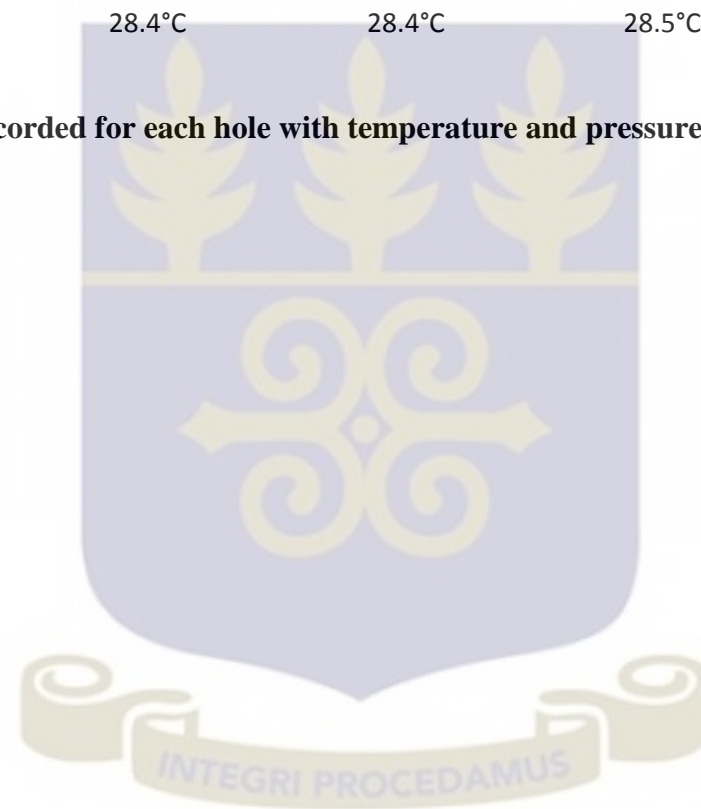 28.4°C 28.4°C 28.5°C
corded for each hole with temperature and pressure
INTEGRI PROCEDAMUS